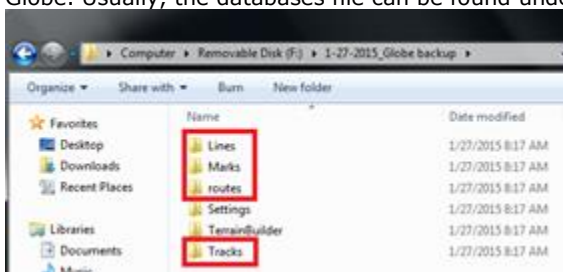 Globe. Usually, the databases file can be found unde
Computer ▸ Removable Disk (F:) ▸ 1-27-2015_Globe backup ▸
Organize Share with Burn New folder
Name Date modified
Favorites
Desktop
Downloads
Recent Places
Libraries
Documents
Music
Lines 1/27/2015 8:17 AM
Marks 1/27/2015 8:17 AM
routes 1/27/2015 8:17 AM
Settings 1/27/2015 8:17 AM
TerrainBuilder 1/27/2015 8:17 AM
Tracks 1/27/2015 8:17 AM